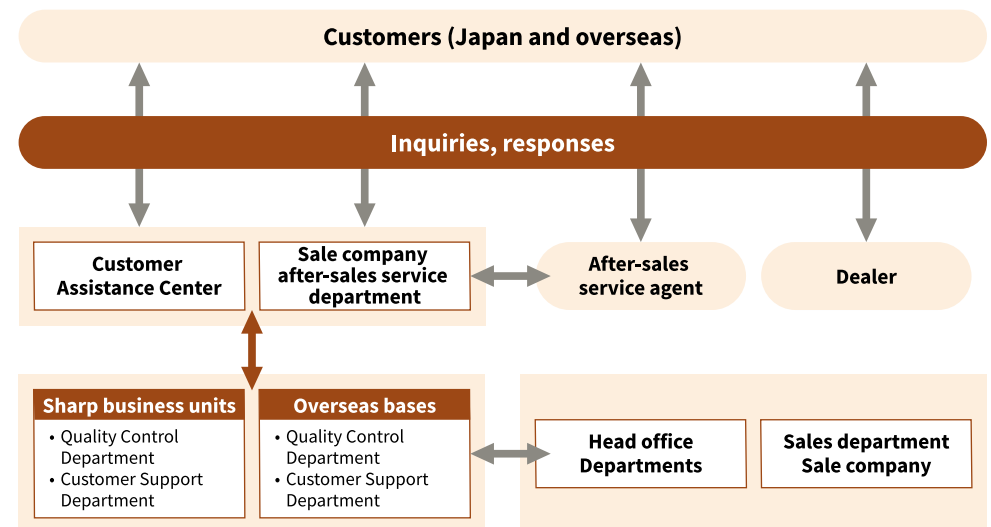 Customers (Japan and overseas)
Inquiries, responses
Customer
Assistance Center
Sale company
after-sales service
department
After-sales
service agent
Dealer
Sharp business units
• Quality Control
Department
• Customer Support
Department
Overseas bases
• Quality Control
Department
• Customer Support
Department
Head office
Departments
Sales department
Sale company